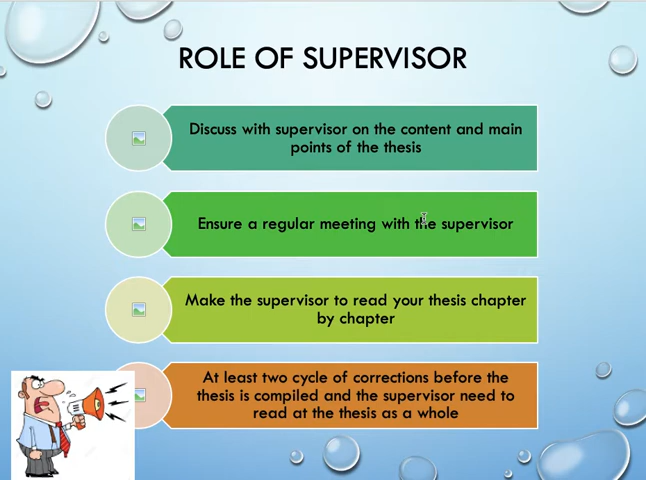 ROLE OF SUPERVISOR
Discuss with supervisor on the content and main
points of the thesis
Ensure a regular meeting with the supervisor
Make the supervisor to read your thesis chapter
by chapter
At least two cycle of corrections before the
thesis is compiled and the supervisor need to
read at the thesis as a whole